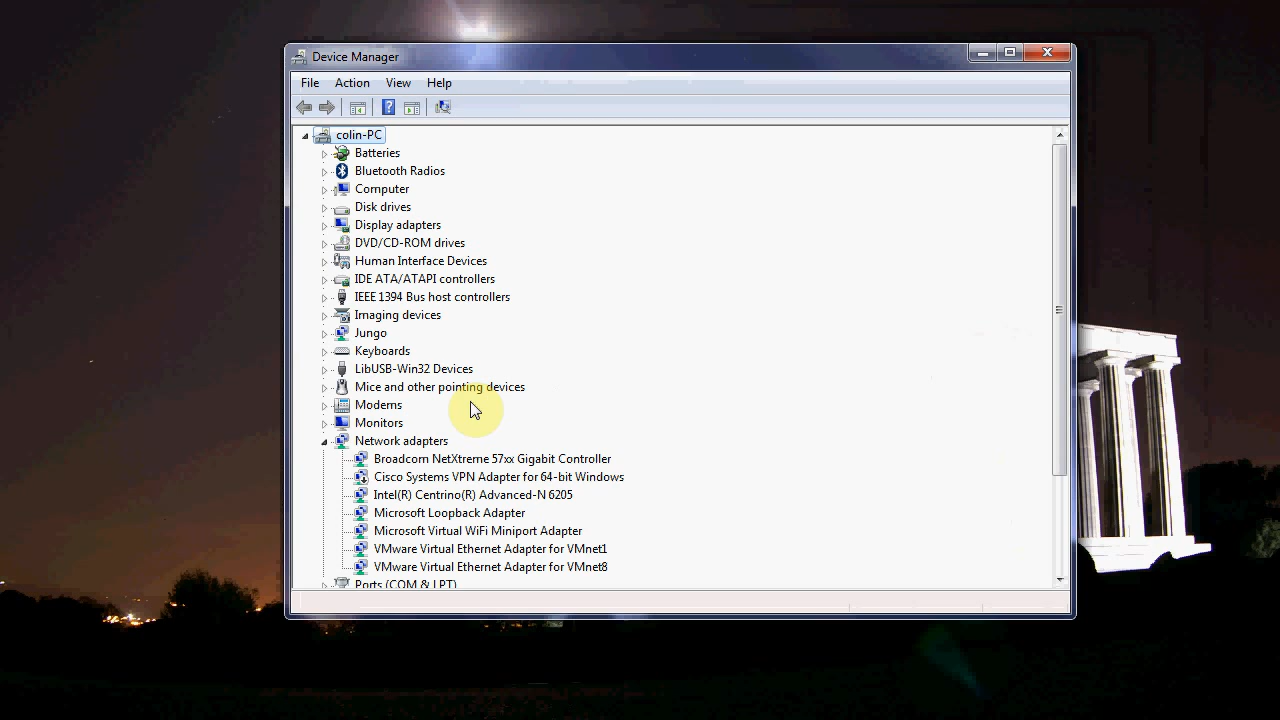 Device Manager
File Action View Help
colin-PC
Batteries
Bluetooth Radios
Computer
Disk drives
Display adapters
DVD/CD-ROM drives
Human Interface Devices
IDE ATA/ATAPI controllers
IEEE 1394 Bus host controllers
Imaging devices
Jungo
Keyboards
LibUSB-Win32 Devices
Mice and other pointing devices
Modems
Monitors
Network adapters
Broadcom NetXtreme 57xx Gigabit Controller
Cisco Systems VPN Adapter for 64-bit Windows
Intel(R) Centrino(R) Advanced-N 6205
Microsoft Loopback Adapter
Microsoft Virtual WiFi Miniport Adapter
VMware Virtual Ethernet Adapter for VMnet1
VMware Virtual Ethernet Adapter for VMnet8
Ports (COM & LPT)